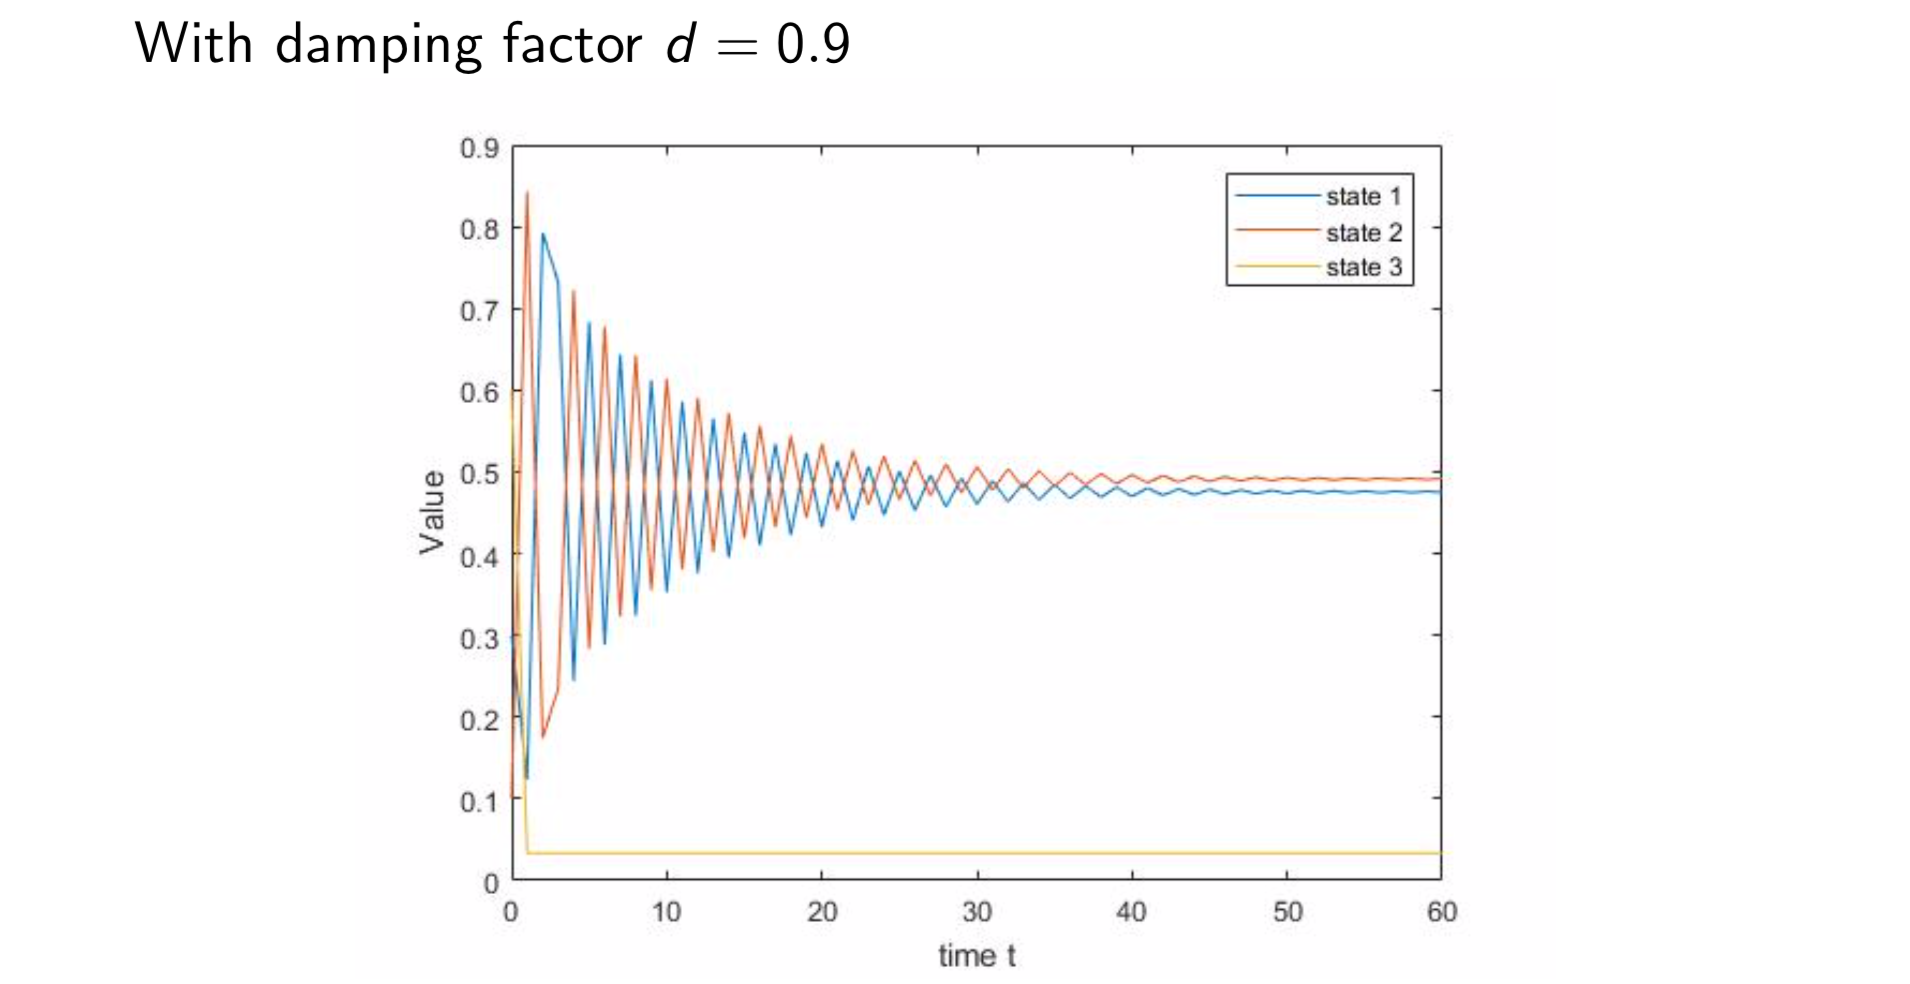 With damping factor d = 0.9
0.9
0.8
0.7
0.6
0.5
0.4
0.3
0.2
0.1
0
Value
state 1
state 2
state 3
0 10 20 30 40 50 60
time t